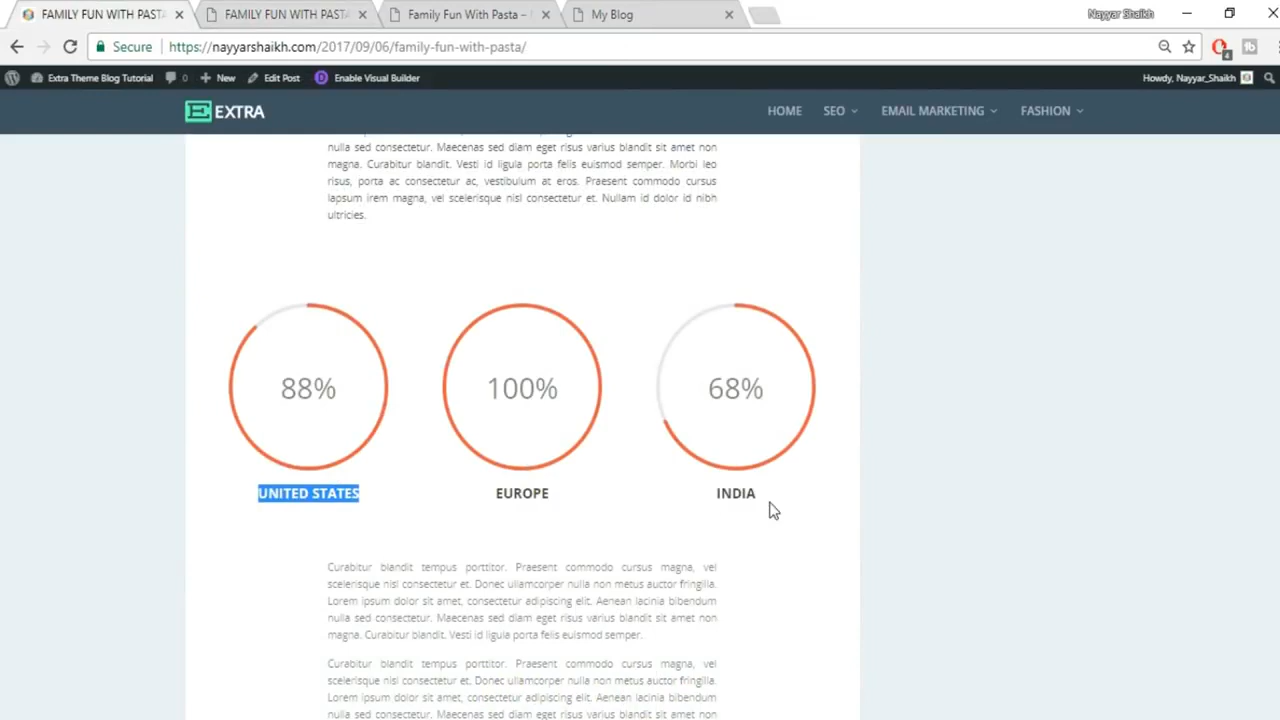 FAMILY FUN WITH PASTA
FAMILY FUN WITH PASTA
Family Fun With Pasta –
My Blog
Nayyar Shaikh
Secure
https://nayyarshaikh.com/2017/09/06/family-fun-with-pasta/
Extra Theme Blog Tutorial 0 New Edit Post Enable Visual Builder Howdy, Nayyar_Shaikh
EXTRA
HOME SEO EMAIL MARKETING FASHION
nulla sed consectetur. Maecenas sed diam eget risus varius blandit sit amet non
magna. Curabitur blandit. Vesti id ligula porta felis euismod semper. Morbi leo
risus, porta ac consectetur ac, vestibulum at eros. Praesent commodo cursus
lapsum irem magna, vel scelerisque nisl consectetur et. Nullam id dolor id nibh
ultricies.
88% 100% 68%
UNITED STATES EUROPE INDIA
Curabitur blandit tempus porttitor. Praesent commodo cursus magna, vel
scelerisque nisl consectetur et. Donec ullamcorper nulla non metus auctor fringilla.
Lorem ipsum dolor sit amet, consectetur adipiscing elit. Aenean lacinia bibendum
nulla sed consectetur. Maecenas sed diam eget risus varius blandit sit amet non
magna. Curabitur blandit. Vesti id ligula porta felis euismod semper.
Curabitur blandit tempus porttitor. Praesent commodo cursus magna, vel
scelerisque nisl consectetur et. Donec ullamcorper nulla non metus auctor fringilla.
Lorem ipsum dolor sit amet, consectetur adipiscing elit. Aenean lacinia bibendum
nulla sed consectetur. Maecenas sed diam eget risus varius blandit sit amet non